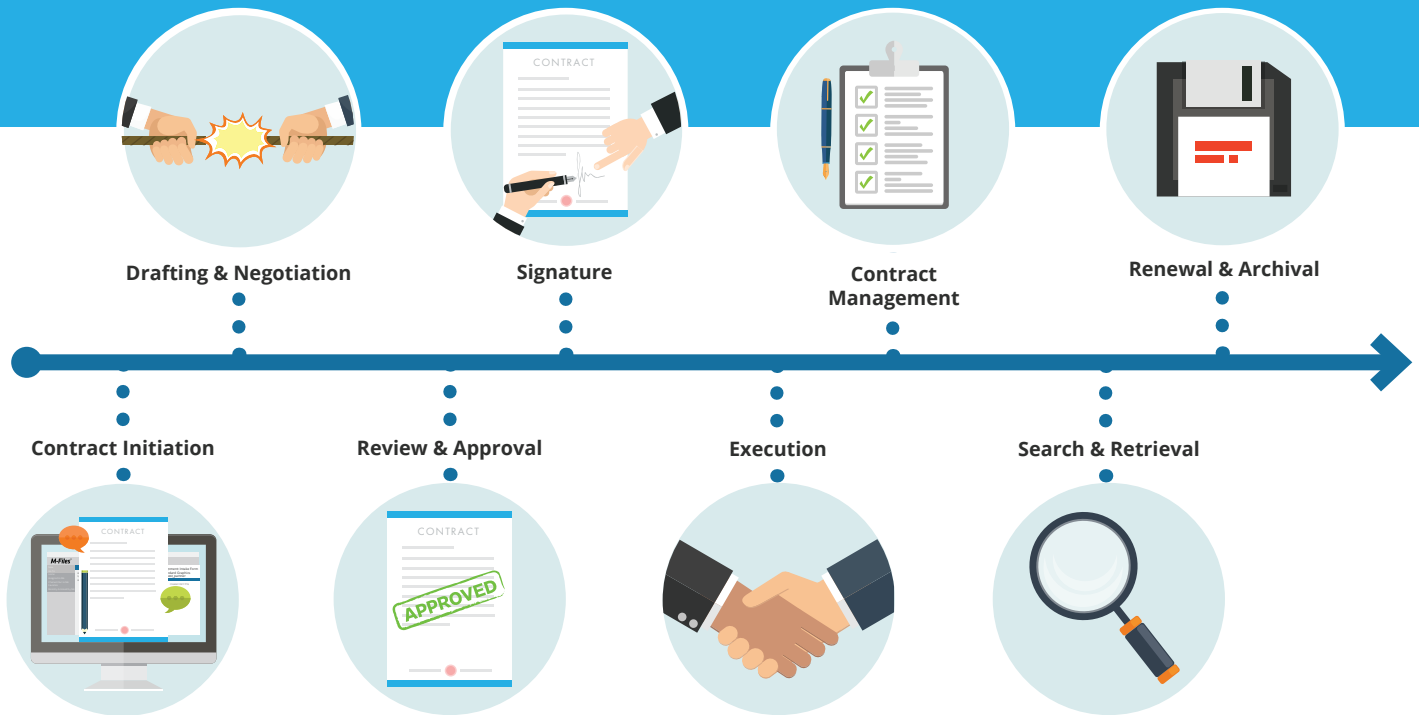 CONTRACT
Drafting & Negotiation
Signature
Contract
Management
Renewal & Archival
Contract Initiation
Review & Approval
Execution
Search & Retrieval
CONTRACT
M-Files
CONTRACT
APPROVED